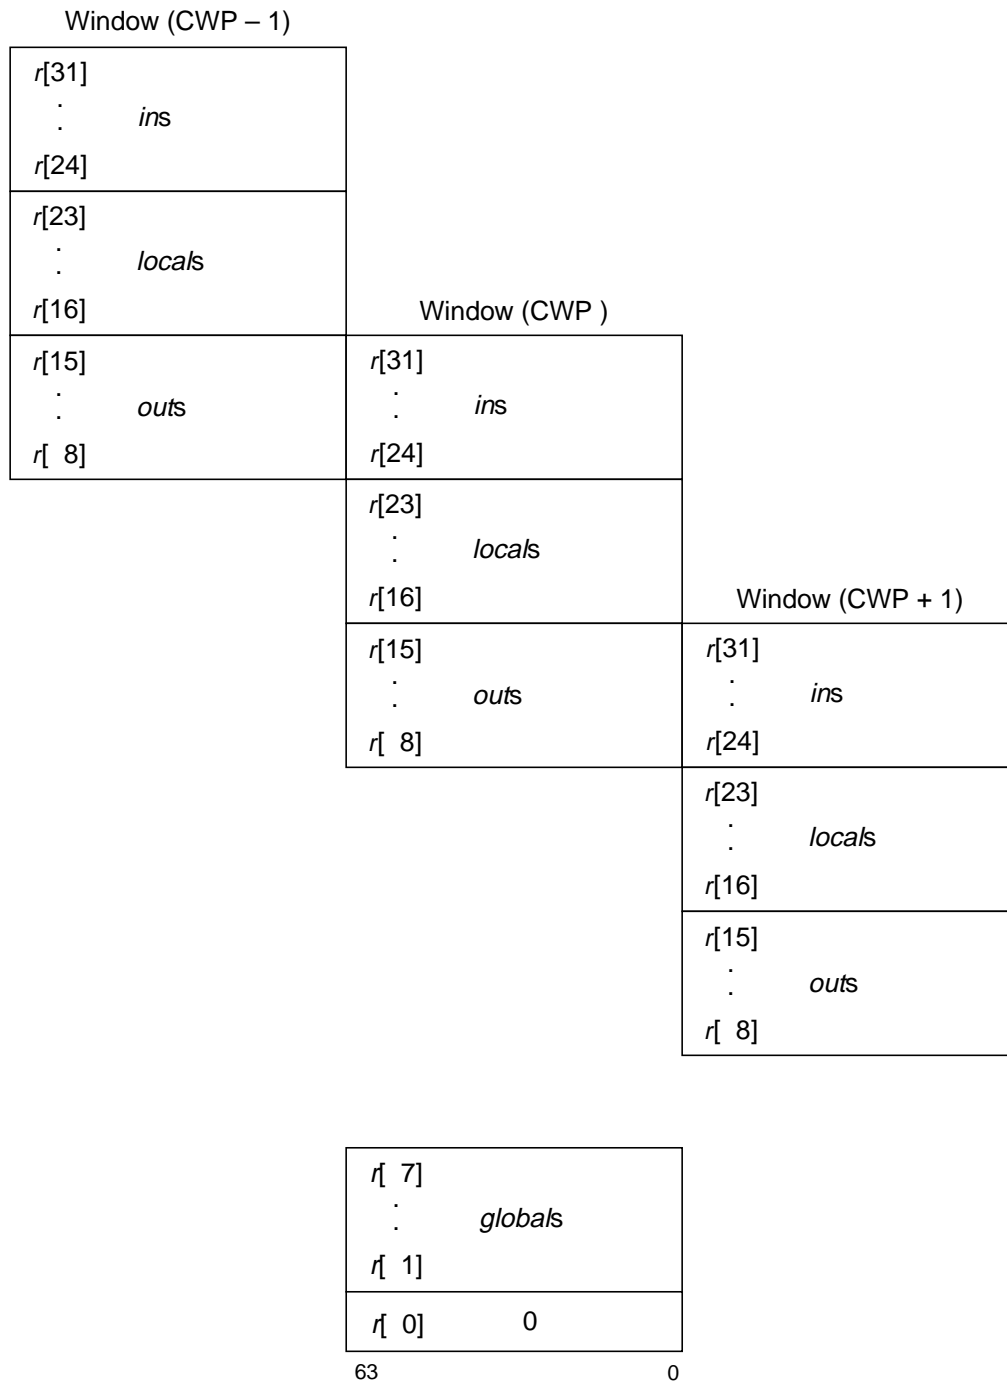 Window (CWP – 1)
r[31]
.
. ins
r[24]
r[23]
.
. locals
r[16]
Window (CWP )
r[15]
.
. outs
r[ 8]
r[31]
.
. ins
r[24]
r[23]
.
. locals
r[16]
Window (CWP + 1)
r[15]
.
. outs
r[ 8]
r[31]
.
. ins
r[24]
r[23]
.
. locals
r[16]
r[15]
.
. outs
r[ 8]
r[ 7]
.
. globals
r[ 1]
r[ 0] 0
63 0